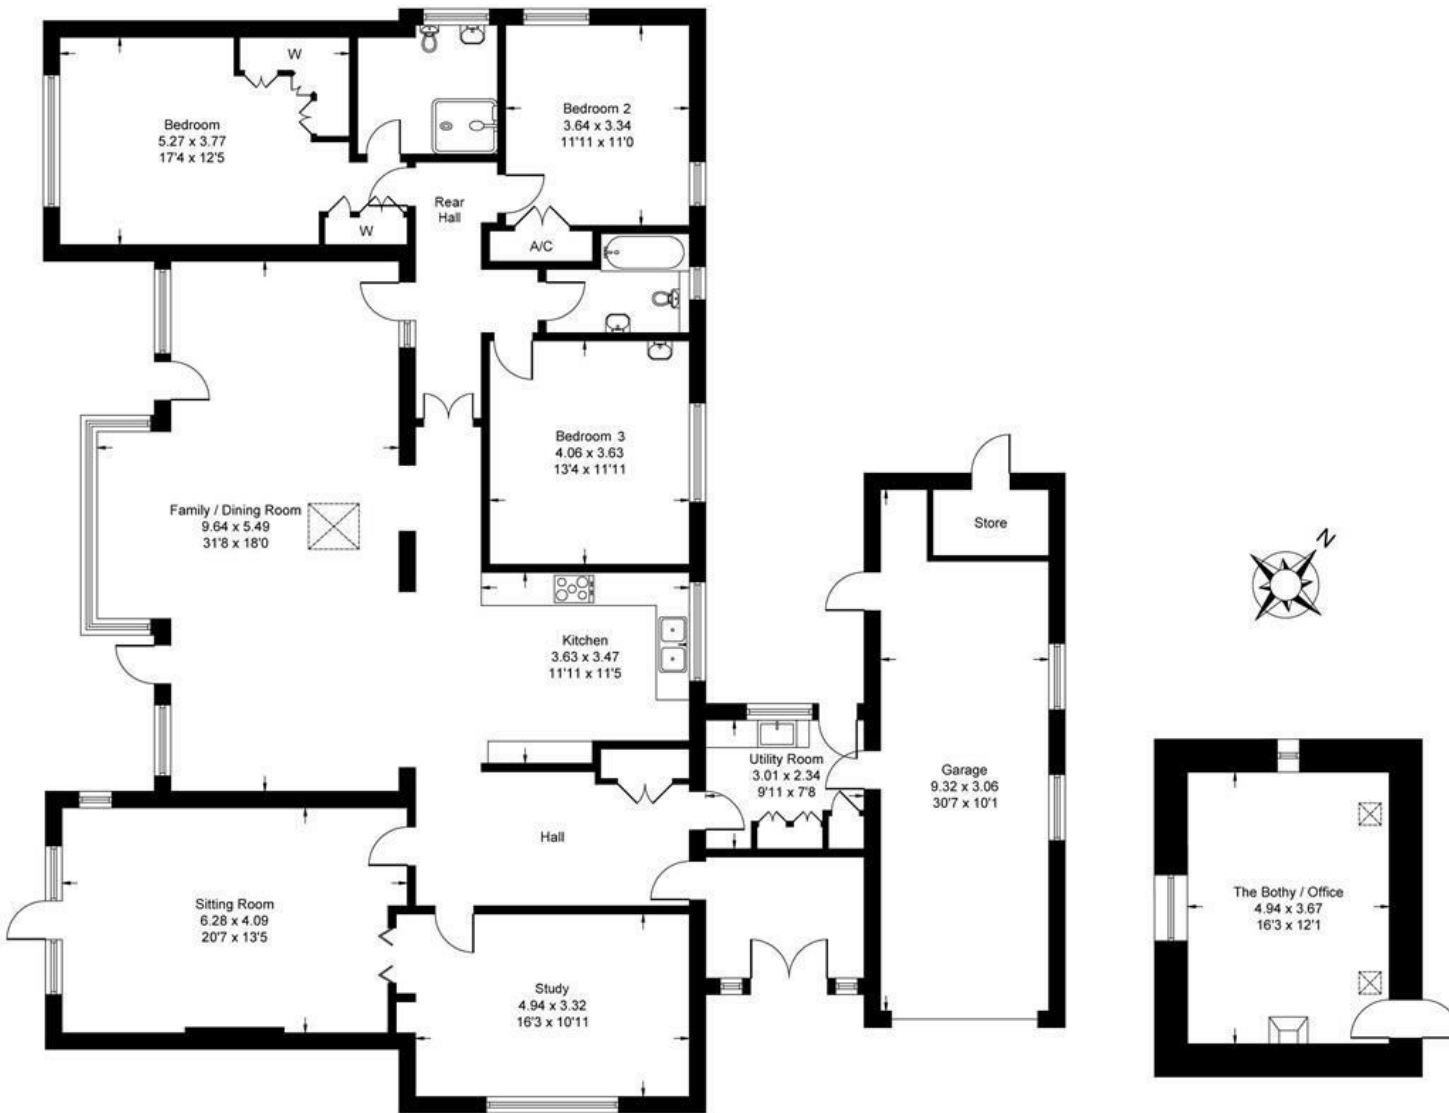 W
Bedroom
5.27 x 3.77
17'4 x 12'5
Bedroom 2
3.64 x 3.34
11'11 x 11'0
Rear
Hall
W
A/C
Bedroom 3
4.06 x 3.63
13'4 x 11'11
Family / Dining Room
9.64 x 5.49
31'8 x 18'0
Store
N
Kitchen
3.63 x 3.47
11'11 x 11'5
Utility Room
3.01 x 2.34
9'11 x 7'8
Garage
9.32 x 3.06
30'7 x 10'1
Hall
Sitting Room
6.28 x 4.09
20'7 x 13'5
The Bothy / Office
4.94 x 3.67
16'3 x 12'1
Study
4.94 x 3.32
16'3 x 10'11